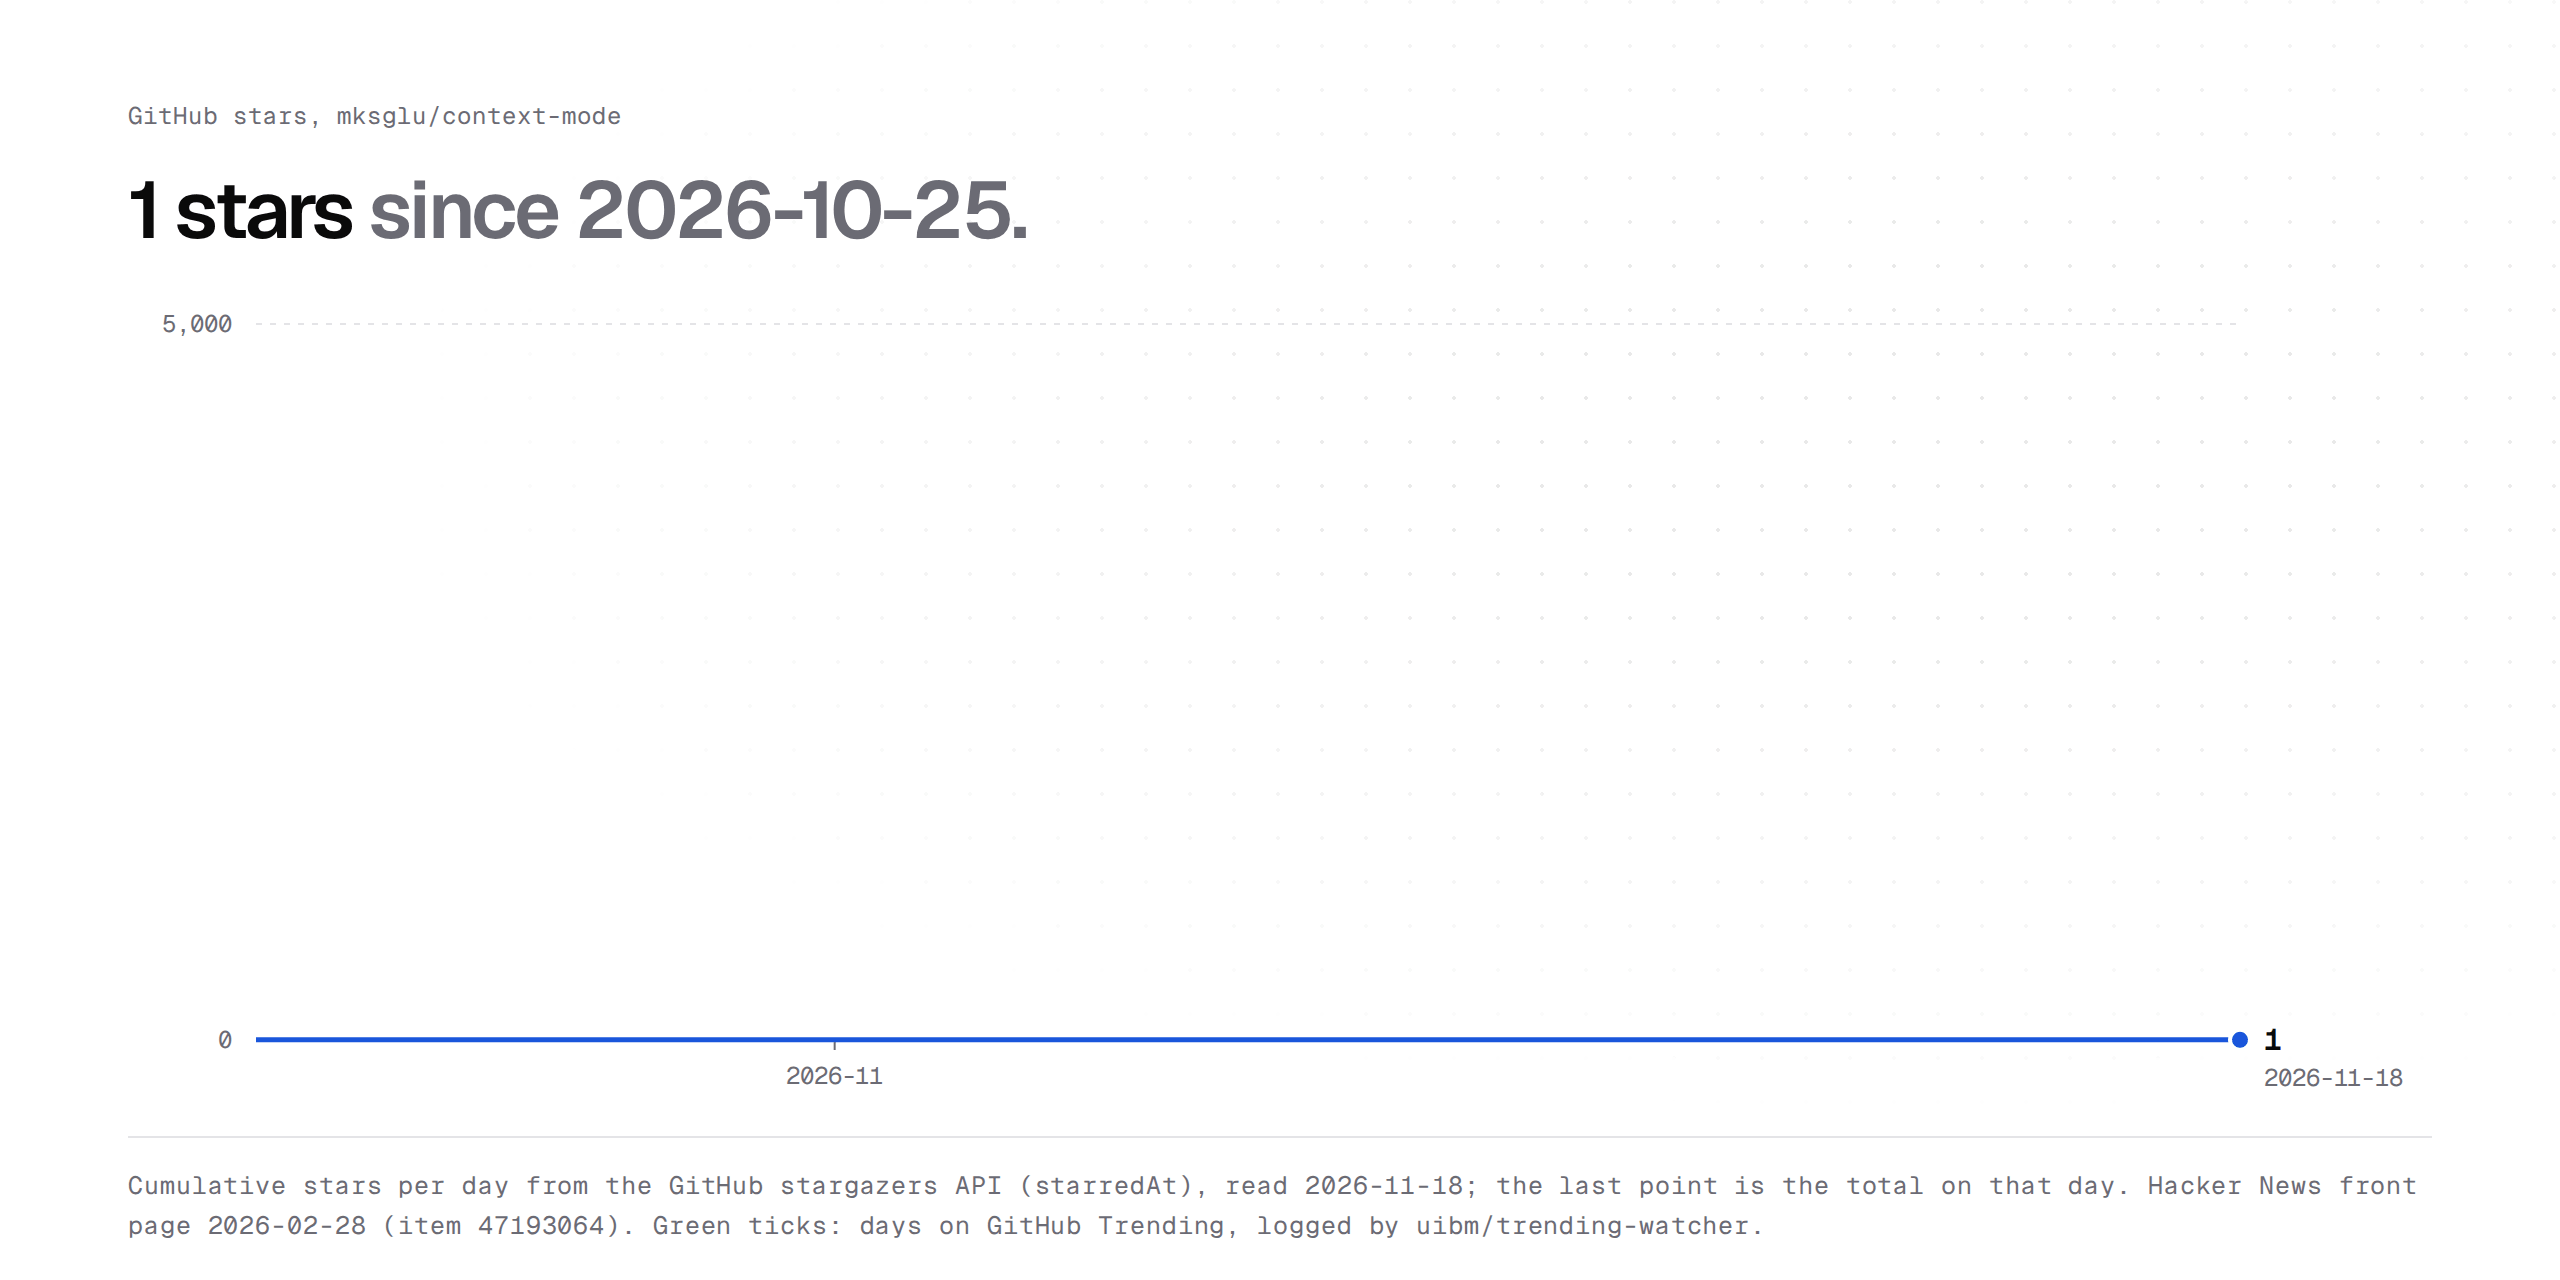 GitHub stars, mksglu/context-mode
1 stars since 2026-10-25.
5,000
0
1
2026-11
2026-11-18
Cumulative stars per day from the GitHub stargazers API (starredAt), read 2026-11-18; the last point is the total on that day. Hacker News front
page 2026-02-28 (item 47193064). Green ticks: days on GitHub Trending, logged by uibm/trending-watcher.